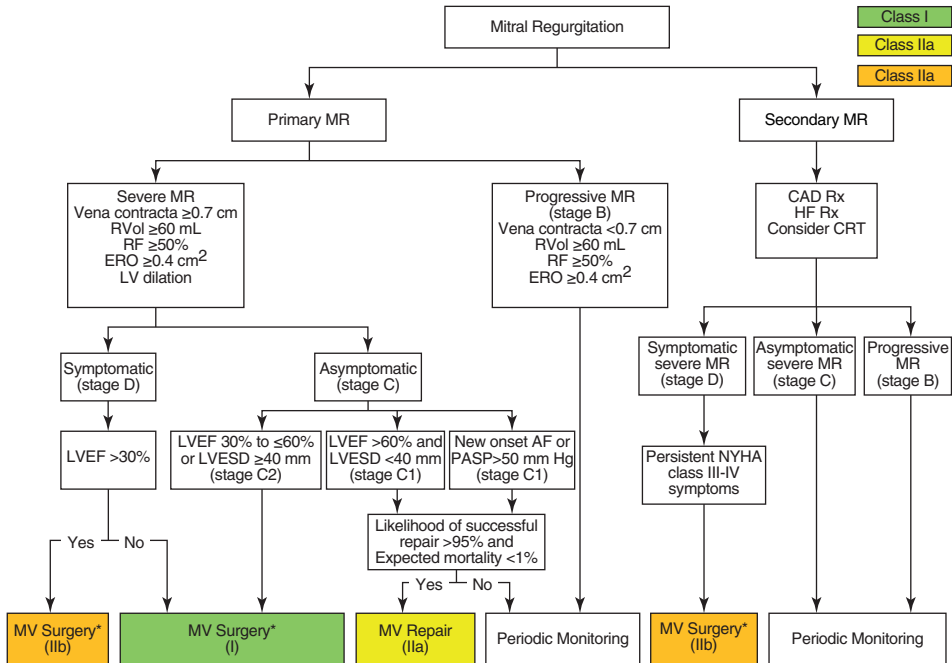 Mitral Regurgitation
Class I
Class IIa
Class IIa
Primary MR
Secondary MR
Severe MR
Vena contracta ≥0.7 cm
RVol ≥60 mL
RF ≥50%
ERO ≥0.4 cm²
LV dilation
Progressive MR
(stage B)
Vena contracta <0.7 cm
RVol ≥60 mL
RF ≥50%
ERO ≥0.4 cm²
CAD Rx
HF Rx
Consider CRT
Symptomatic
(stage D)
Asymptomatic
(stage C)
Symptomatic
severe MR
(stage D)
Asymptomatic
severe MR
(stage C)
Progressive
MR
(stage B)
LVEF >30%
LVEF 30% to ≤60%
or LVESD ≥40 mm
(stage C2)
LVEF >60% and
LVESD <40 mm
(stage C1)
New onset AF or
PASP>50 mm Hg
(stage C1)
Persistent NYHA
class III-IV
symptoms
Likelihood of successful
repair >95% and
Expected mortality <1%
Yes
No
Yes
No
MV Surgery*
(IIb)
MV Surgery*
(I)
MV Repair
(IIa)
Periodic Monitoring
MV Surgery*
(IIb)
Periodic Monitoring